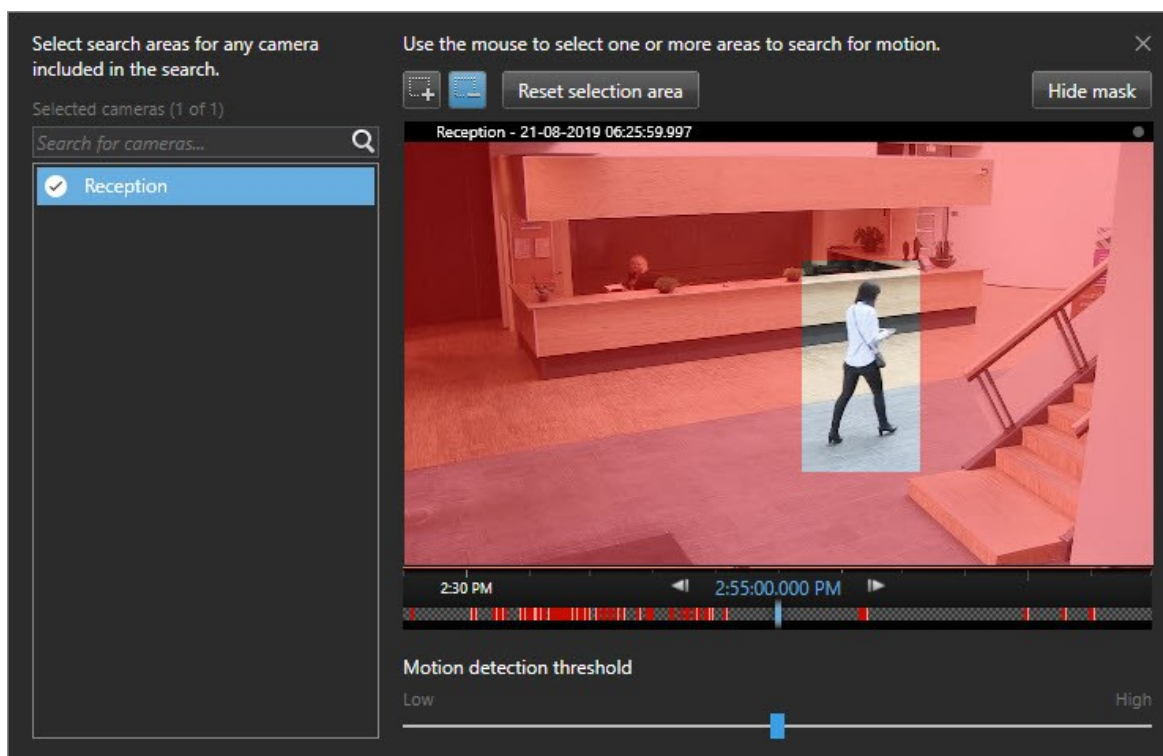 Select search areas for any camera
included in the search.
Selected cameras (1 of 1)
Search for cameras...
Reception
Use the mouse to select one or more areas to search for motion.
Reset selection area
Hide mask
Reception - 21-08-2019 06:25:59.997
2:30 PM
2:55:00.000 PM
Motion detection threshold
Low
High